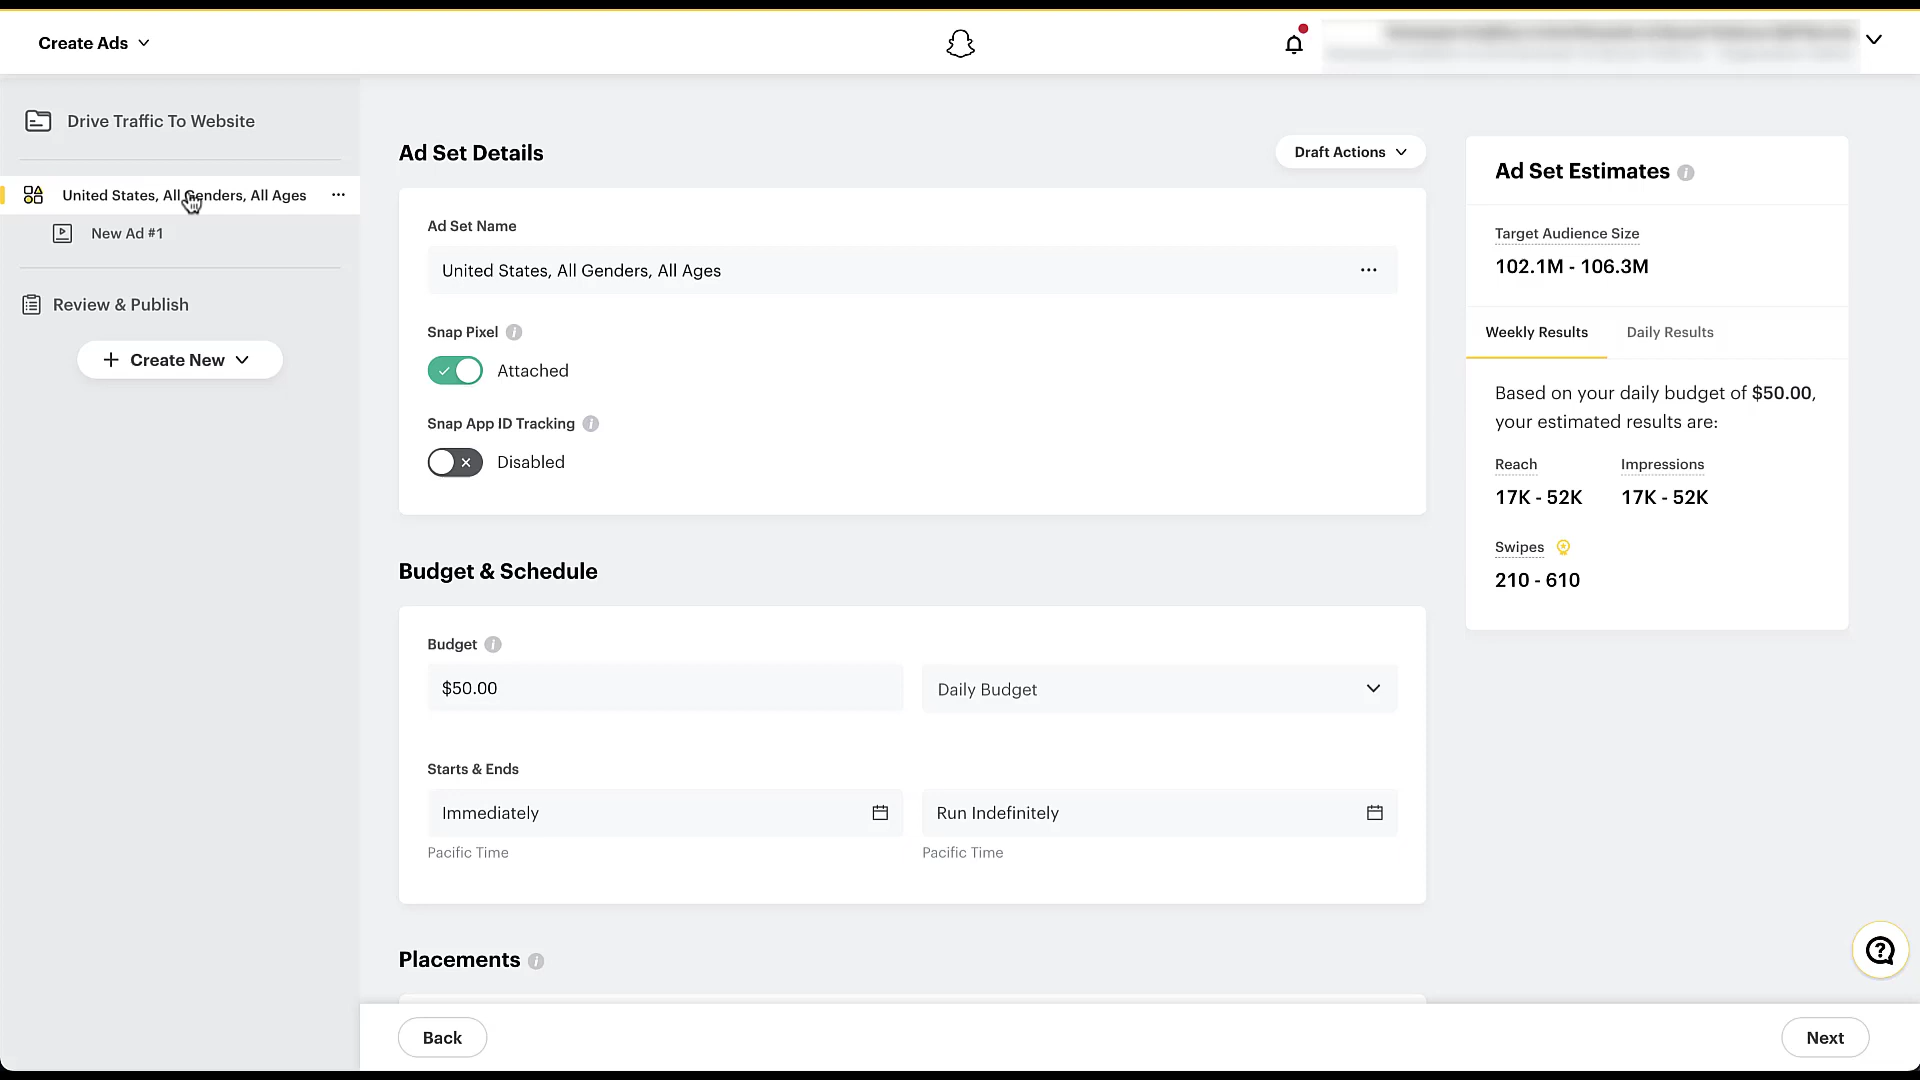 Create Ads
Drive Traffic To Website
United States, All Genders, All Ages
New Ad #1
Review & Publish
Create New
Ad Set Details
Draft Actions
Ad Set Name
United States, All Genders, All Ages
Snap Pixel
Attached
Snap App ID Tracking
Disabled
Budget & Schedule
Budget
$50.00
Daily Budget
Starts & Ends
Immediately
Run Indefinitely
Pacific Time
Pacific Time
Placements
Back
Next
Ad Set Estimates
Target Audience Size
102.1M - 106.3M
Weekly Results
Daily Results
Based on your daily budget of $50.00,
your estimated results are:
Reach
Impressions
17K - 52K
17K - 52K
Swipes
210 - 610